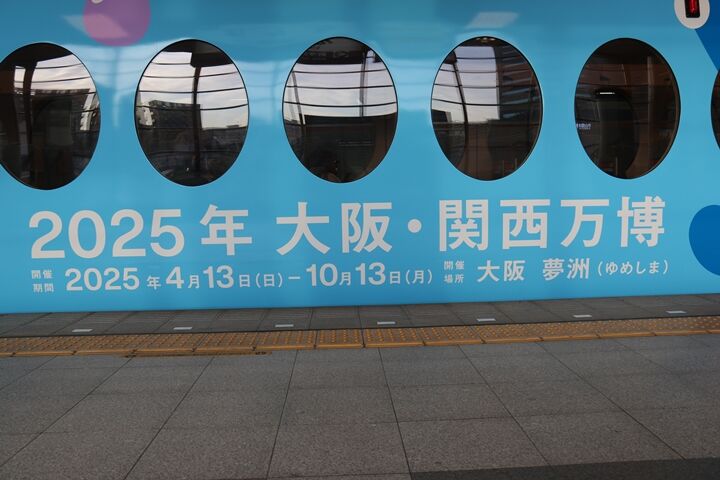 2025年 大阪・関西万博
開催期間 2025年4月13日(日)-10月13日(月) 開催場所 大阪 夢洲(ゆめしま)